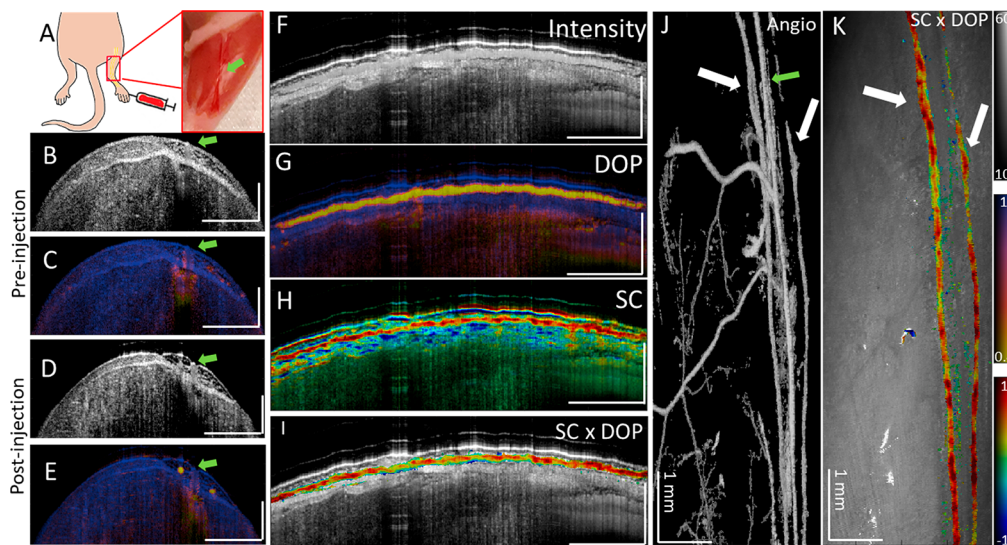 A
B
C
D
E
Pre-injection
Post-injection
F
Intensity
G
DOP
H
SC
I
SC x DOP
J
Angio
1 mm
K
SC x DOP
1 mm
60
10
1
0.
1